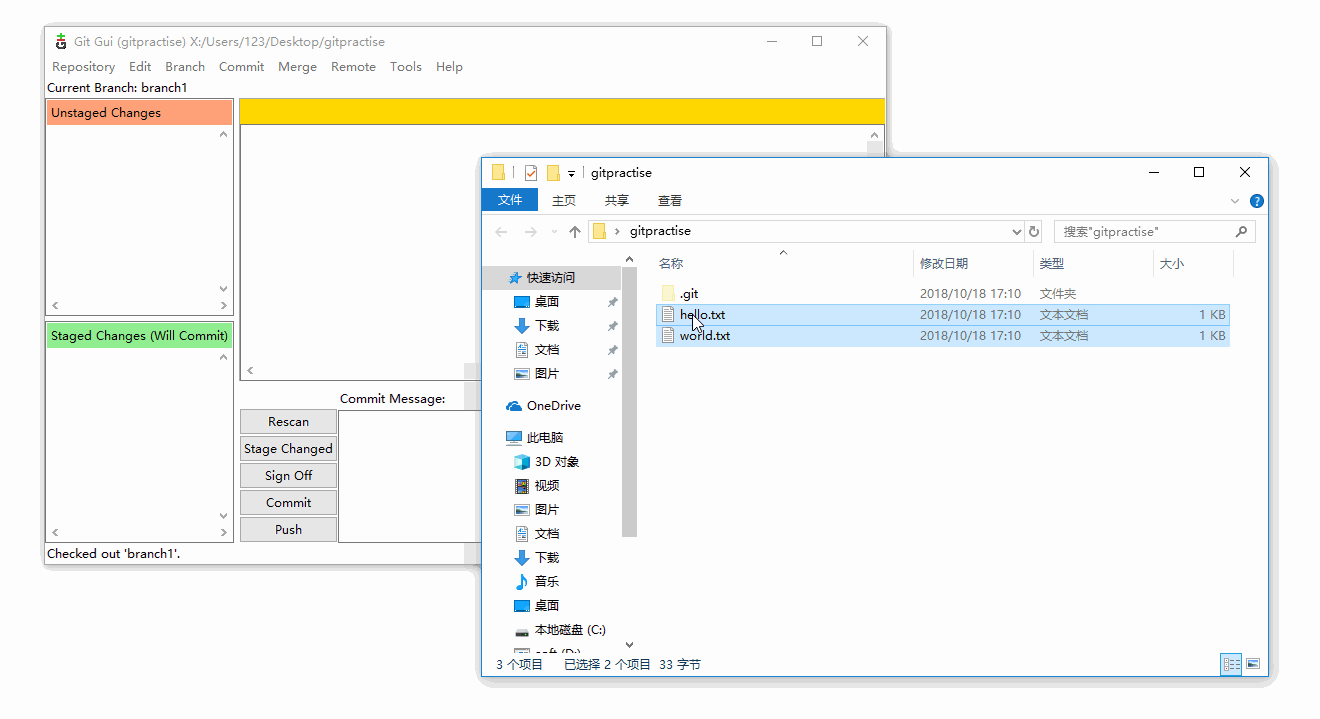 Git Gui (gitpractise) X:/Users/123/Desktop/gitpractise
Repository Edit Branch Commit Merge Remote Tools Help
Current Branch: branch1
Unstaged Changes
Staged Changes (Will Commit)
Commit Message:
Rescan
Stage Changed
Sign Off
Commit
Push
Checked out 'branch1'.
gitpractise
文件 主页 共享 查看
gitpractise
搜索"gitpractise"
快速访问
桌面
下载
文档
图片
OneDrive
此电脑
3D 对象
视频
图片
文档
下载
音乐
桌面
本地磁盘 (C:)
soft (D:)
名称 修改日期 类型 大小
.git 2018/10/18 17:10 文件夹
hello.txt 2018/10/18 17:10 文本文档 1 KB
world.txt 2018/10/18 17:10 文本文档 1 KB
3 个项目 已选择 2 个项目 33 字节